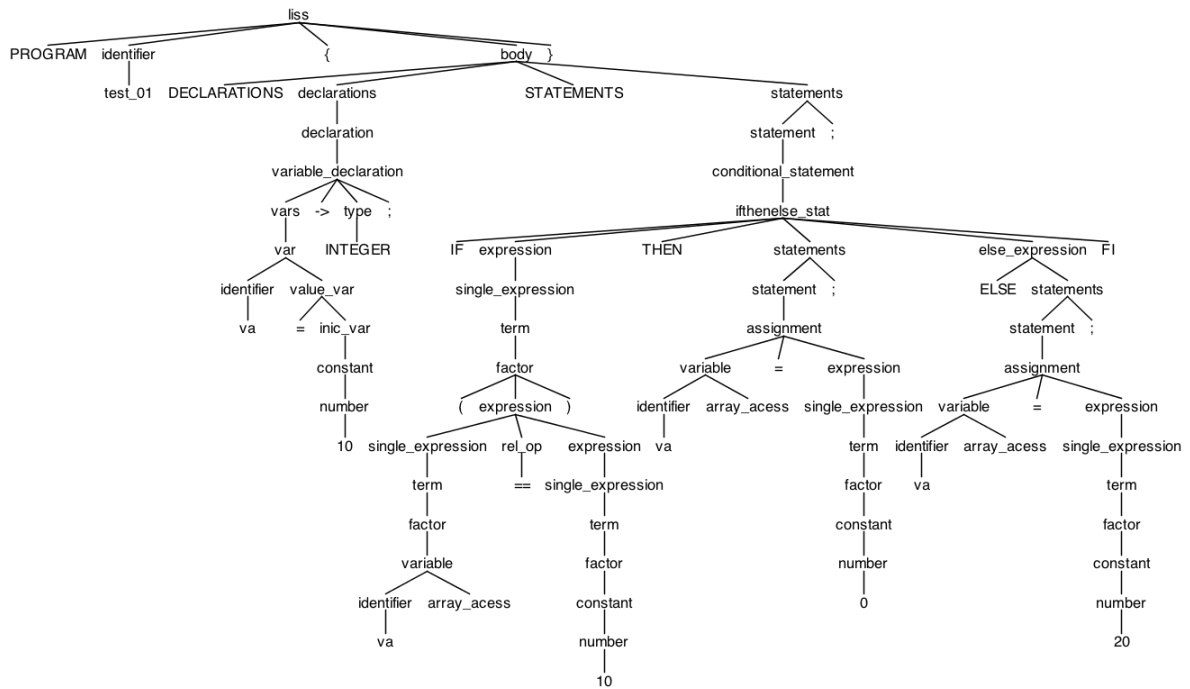 liss
PROGRAM identifier { body }
test_01 DECLARATIONS declarations STATEMENTS statements
declaration statement ;
variable_declaration conditional_statement
vars -> type ; ifthenelse_stat
var INTEGER IF expression THEN statements else_expression FI
identifier value_var single_expression statement ; ELSE statements
va = inic_var term assignment statement ;
constant factor variable = expression assignment
number ( expression ) identifier array_acess single_expression variable = expression
10 single_expression rel_op expression va term identifier array_acess single_expression
term == single_expression factor va term
factor term constant factor
variable factor number constant
identifier array_acess constant 0 number
va number 20
10